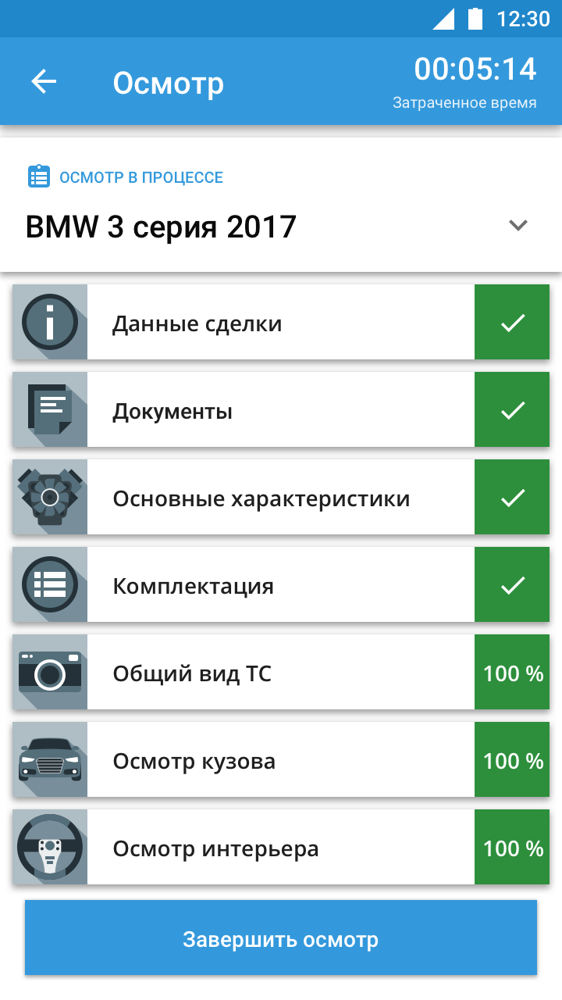 12:30
Осмотр
00:05:14
Затраченное время
ОСМОТР В ПРОЦЕССЕ
BMW 3 серия 2017
Данные сделки
Документы
Основные характеристики
Комплектация
Общий вид ТС
100 %
Осмотр кузова
100 %
Осмотр интерьера
100 %
Завершить осмотр